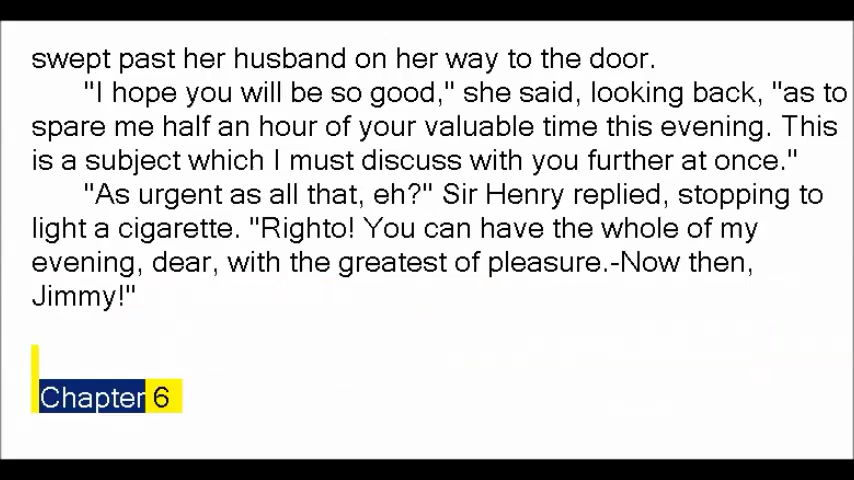 swept past her husband on her way to the door.
"I hope you will be so good," she said, looking back, "as to
spare me half an hour of your valuable time this evening. This
is a subject which I must discuss with you further at once."
"As urgent as all that, eh?" Sir Henry replied, stopping to
light a cigarette. "Righto! You can have the whole of my
evening, dear, with the greatest of pleasure.-Now then,
Jimmy!"
Chapter 6